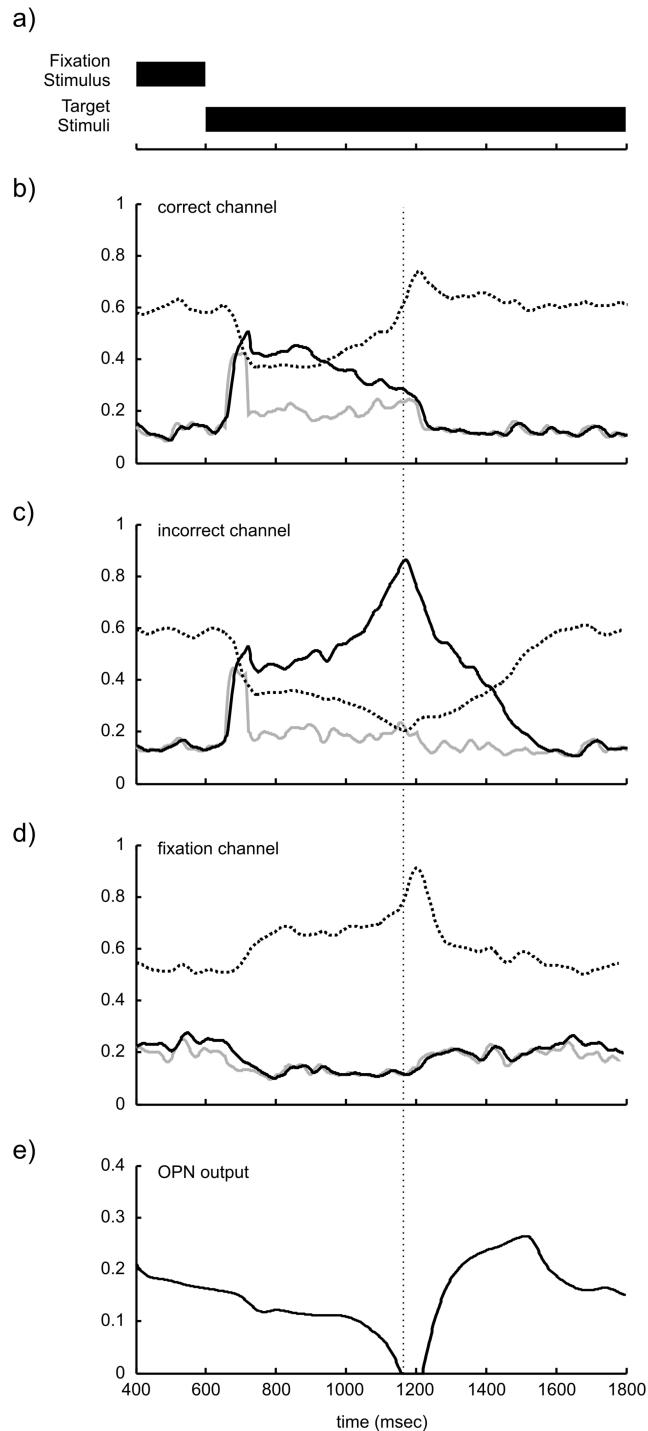 a)
Fixation
Stimulus
Target
Stimuli
b)
correct channel
1
0.8
0.6
0.4
0.2
0
c)
incorrect channel
1
0.8
0.6
0.4
0.2
0
d)
fixation channel
1
0.8
0.6
0.4
0.2
0
e)
OPN output
0.4
0.3
0.2
0.1
0
400 600 800 1000 1200 1400 1600 1800
time (msec)